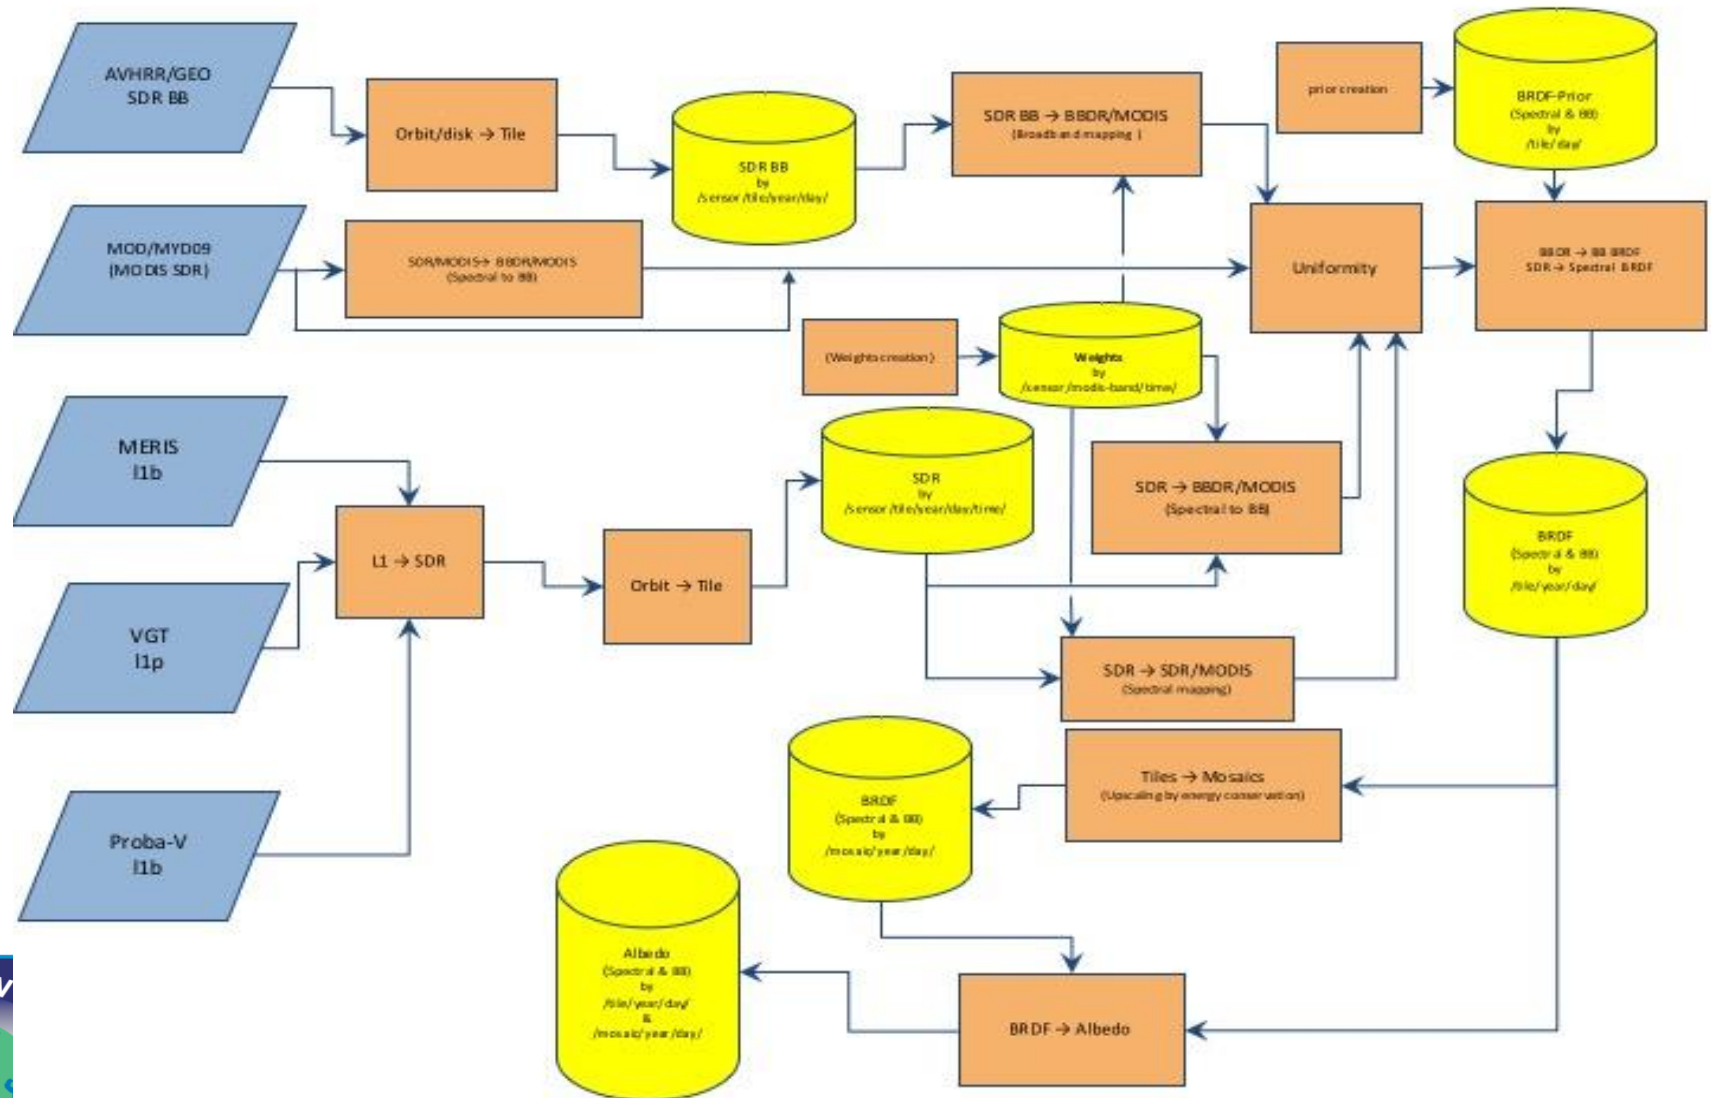 AVHRR/GEO
SDR BB
Orbit/disk → Tile
SDR BB
by
/sensor/tile/year/day/
SDR BB → BBDR/MODIS
(Broadband mapping )
prior creation
BRDF-Prior
(Spectral & BB)
by
/tile/day/
MOD/MYD09
(MODIS SDR)
SDR/MODIS→ BBDR/MODIS
(Spectral to BB)
Uniformity
BBDR → BB BRDF
SDR → Spectral BRDF
(Weights creation)
Weights
by
/sensor/modis-band/time/
MERIS
l1b
L1 → SDR
Orbit → Tile
SDR
by
/sensor/tile/year/day/time/
SDR → BBDR/MODIS
(Spectral to BB)
BRDF
(Spectral & BB)
by
/tile/year/day/
VGT
l1p
SDR → SDR/MODIS
(Spectral mapping)
Proba-V
l1b
Tiles → Mosaics
(Upscaling by energy conservation)
BRDF
(Spectral & BB)
by
/mosaic/year/day/
Albedo
(Spectral & BB)
by
/tile/year/day/
&
/mosaic/year/day/
BRDF → Albedo